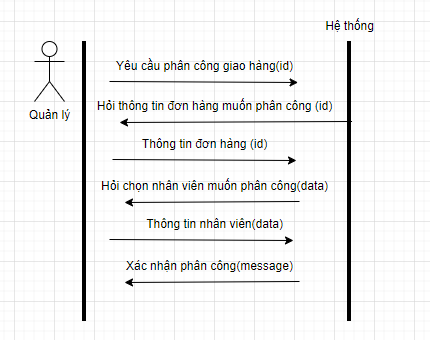 Hệ thống
Yêu cầu phân công giao hàng(id)
Hỏi thông tin đơn hàng muốn phân công (id)
Quản lý
Thông tin đơn hàng (id)
Hỏi chọn nhân viên muốn phân công(data)
Thông tin nhân viên(data)
Xác nhận phân công(message)